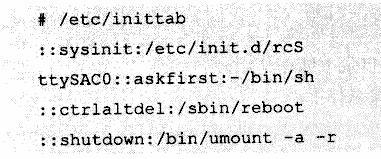 # /etc/inittab
::sysinit:/etc/init.d/rcS
ttySAC0::askfirst:-/bin/sh
::ctrlaltdel:/sbin/reboot
::shutdown:/bin/umount -a -r